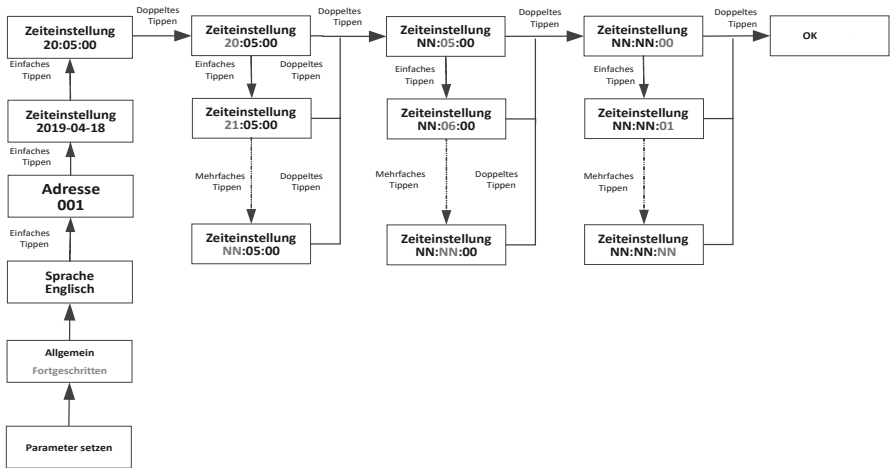 Doppeltes
Tippen
Doppeltes
Tippen
Doppeltes
Tippen
Doppeltes
Tippen
Zeiteinstellung
20:05:00
Zeiteinstellung
20:05:00
Zeiteinstellung
NN:05:00
Zeiteinstellung
NN:NN:00
OK
Einfaches
Tippen
Einfaches
Tippen
Doppeltes
Tippen
Einfaches
Tippen
Einfaches
Tippen
Zeiteinstellung
2019-04-18
Zeiteinstellung
21:05:00
Zeiteinstellung
NN:06:00
Zeiteinstellung
NN:NN:01
Einfaches
Tippen
Adresse
001
Mehrfaches
Tippen
Doppeltes
Tippen
Mehrfaches
Tippen
Doppeltes
Tippen
Mehrfaches
Tippen
Einfaches
Tippen
Zeiteinstellung
NN:05:00
Zeiteinstellung
NN:NN:00
Zeiteinstellung
NN:NN:NN
Sprache
Englisch
Allgemein
Fortgeschritten
Parameter setzen